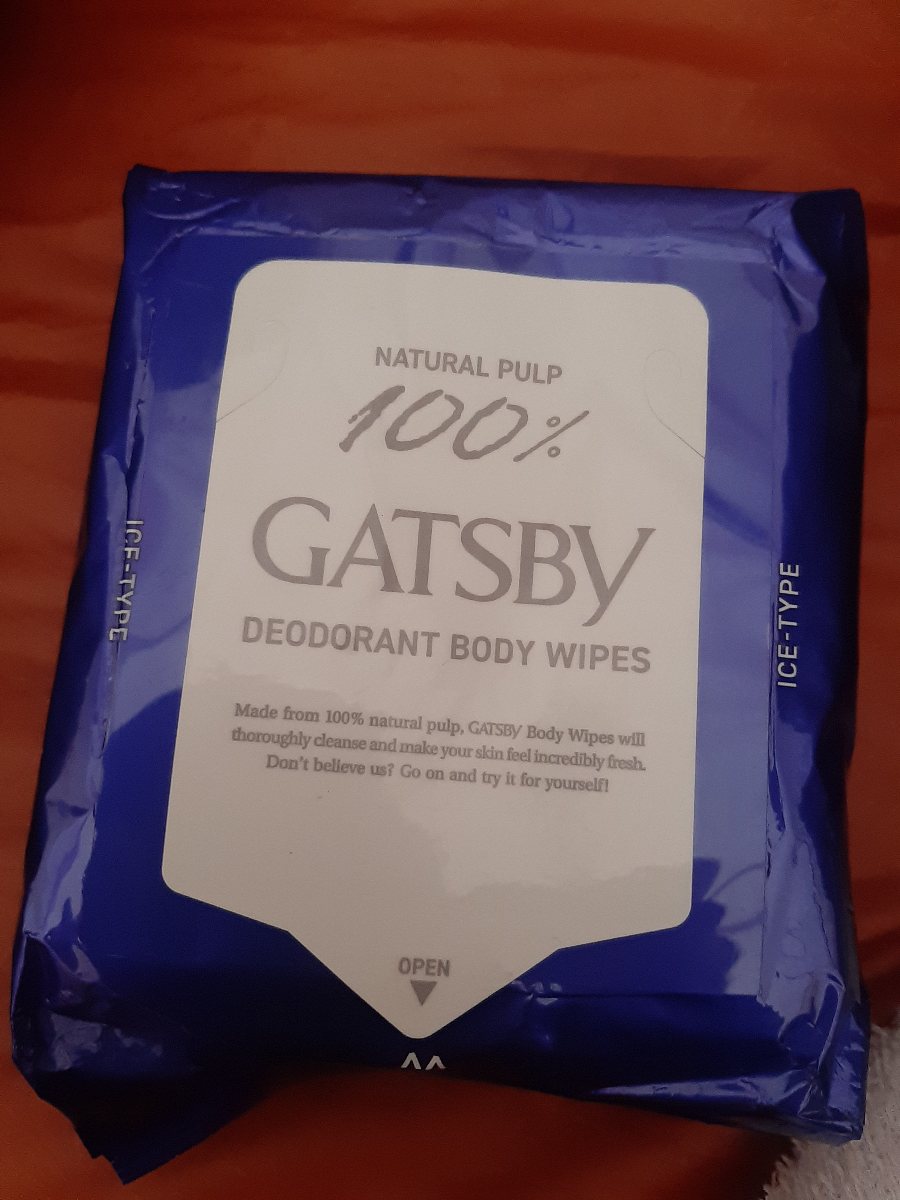 NATURAL PULP
100%
GATSBY
DEODORANT BODY WIPES
Made from 100% natural pulp, GATSBY Body Wipes will
thoroughly cleanse and make your skin feel incredibly fresh.
Don't believe us? Go on and try it for yourself!
OPEN
ICE-TYPE
ICE-TYPE